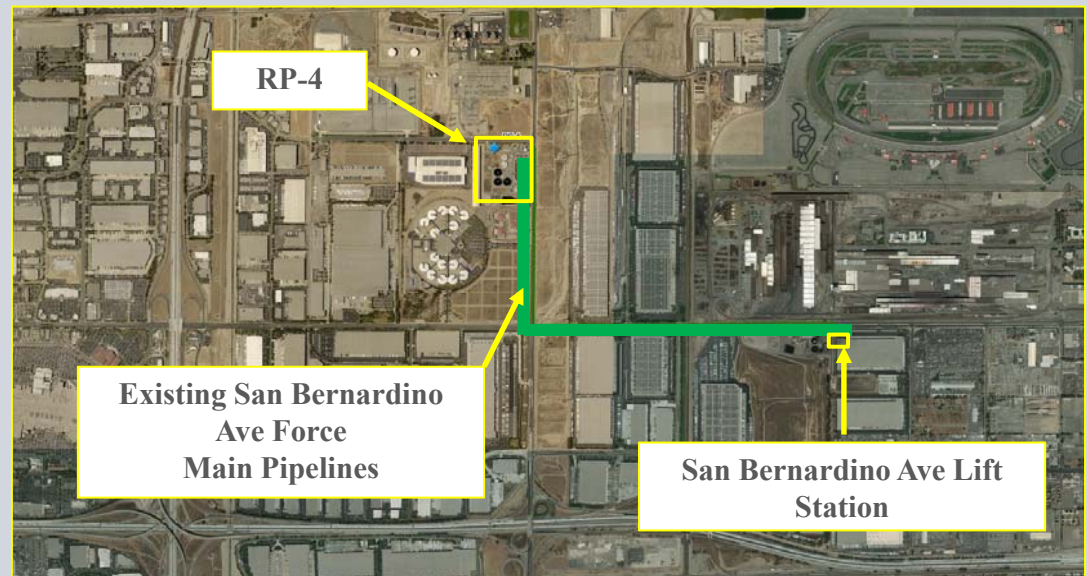 RP-4
Existing San Bernardino
Ave Force
Main Pipelines
San Bernardino Ave Lift
Station